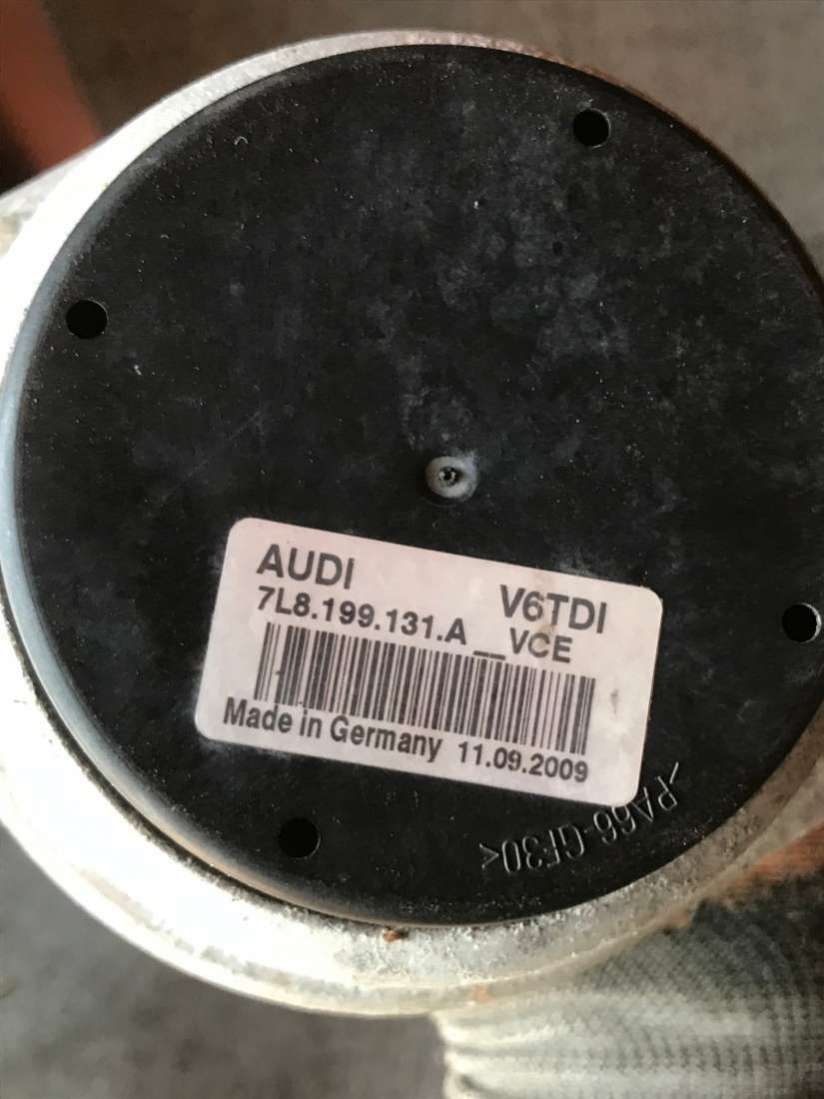 AUDI V6TDI
7L8.199.131.A __VCE
Made in Germany 11.09.2009
>PA66-GF30<